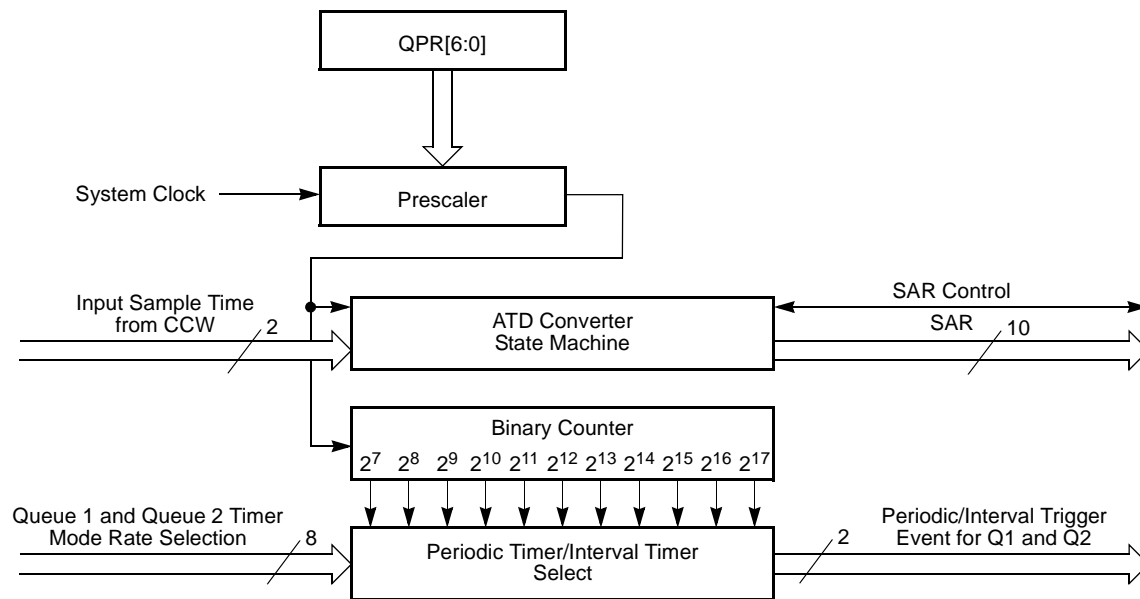 QPR[6:0]
System Clock
Prescaler
Input Sample Time
from CCW
2
ATD Converter
State Machine
SAR Control
SAR
10
Binary Counter
2^7 2^8 2^9 2^10 2^11 2^12 2^13 2^14 2^15 2^16 2^17
Queue 1 and Queue 2 Timer
Mode Rate Selection
8
Periodic Timer/Interval Timer
Select
2
Periodic/Interval Trigger
Event for Q1 and Q2